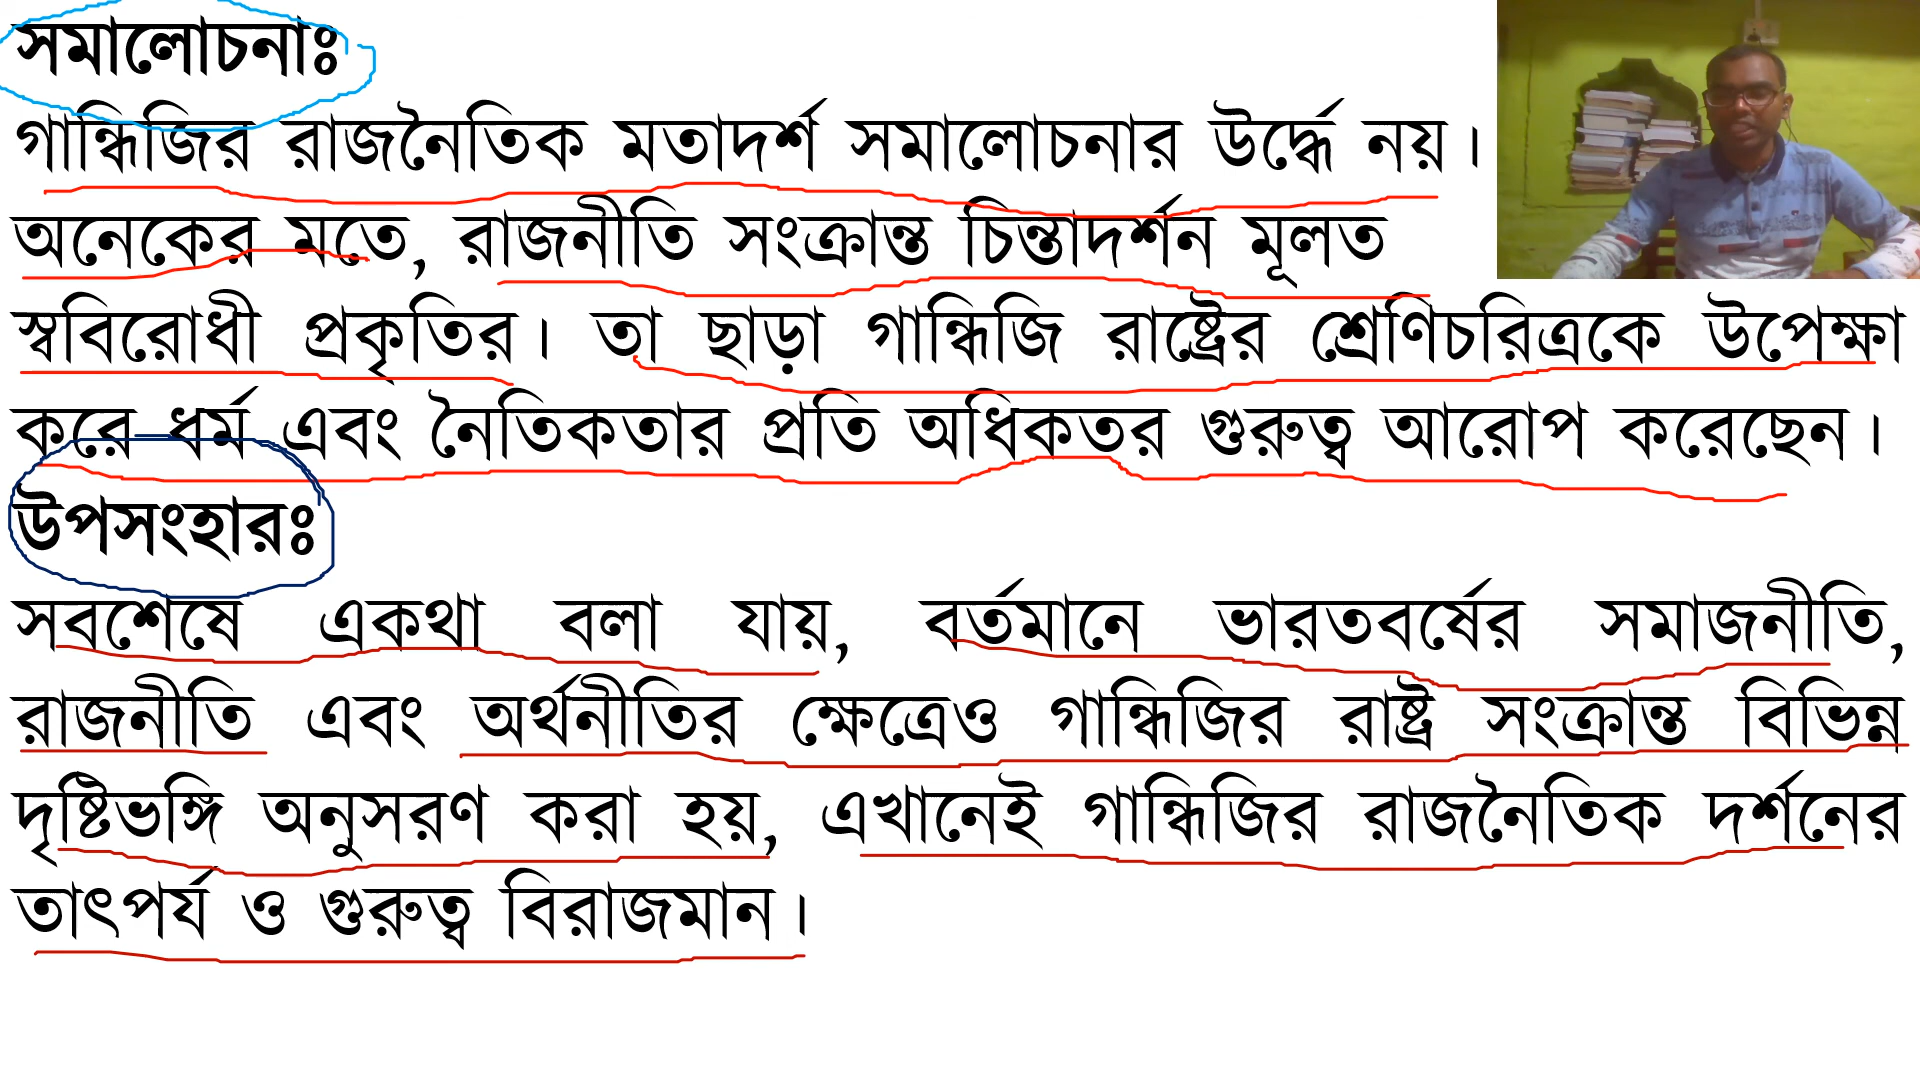 সমালোচনাঃ
গান্ধিজির রাজনৈতিক মতাদর্শ সমালোচনার উর্দ্ধে নয়।
অনেকের মতে, রাজনীতি সংক্রান্ত চিন্তাদর্শন মূলত
স্ববিরোধী প্রকৃতির। তা ছাড়া গান্ধিজি রাষ্ট্রের শ্রেণিচরিত্রকে উপেক্ষা
করে ধর্ম এবং নৈতিকতার প্রতি অধিকতর গুরুত্ব আরোপ করেছেন।
উপসংহারঃ
সবশেষে একথা বলা যায়, বর্তমানে ভারতবর্ষের সমাজনীতি,
রাজনীতি এবং অর্থনীতির ক্ষেত্রেও গান্ধিজির রাষ্ট্র সংক্রান্ত বিভিন্ন
দৃষ্টিভঙ্গি অনুসরণ করা হয়, এখানেই গান্ধিজির রাজনৈতিক দর্শনের
তাৎপর্য ও গুরুত্ব বিরাজমান।